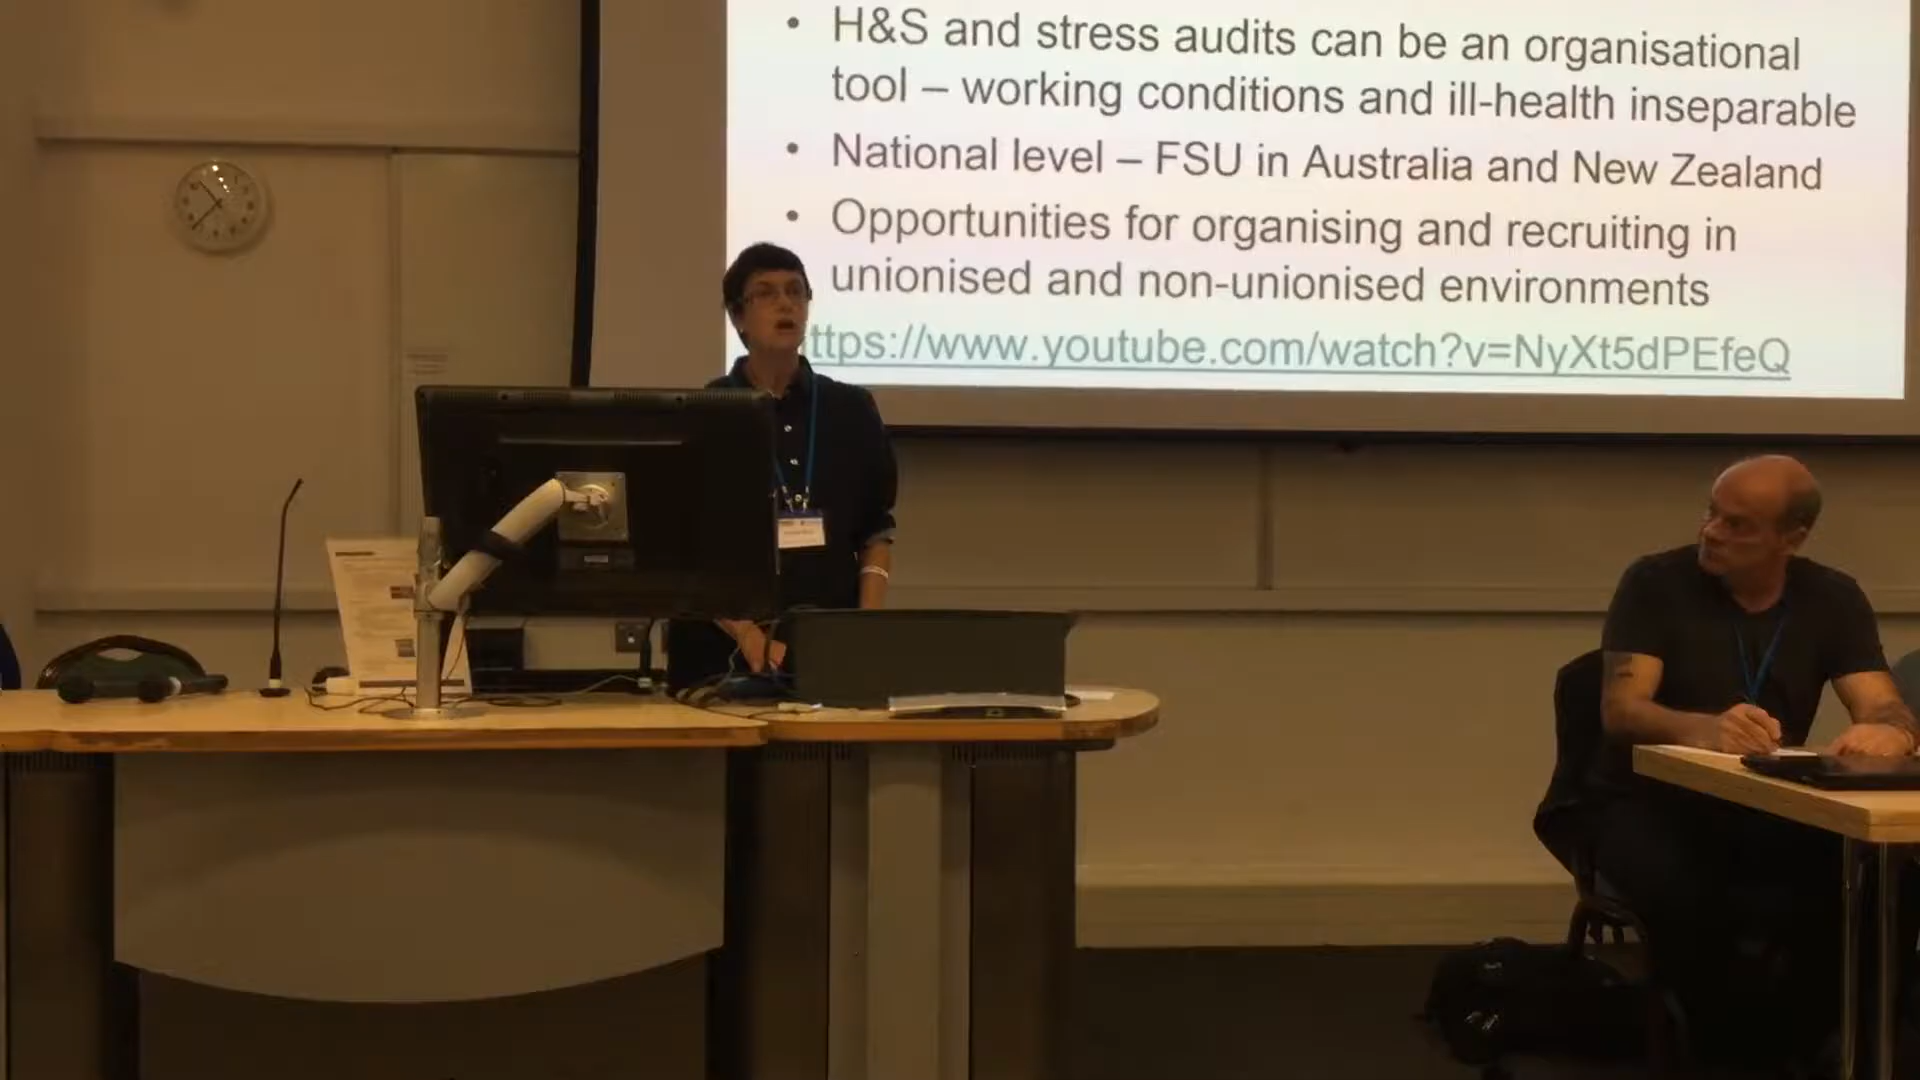 • H&S and stress audits can be an organisational
tool – working conditions and ill-health inseparable
• National level – FSU in Australia and New Zealand
• Opportunities for organising and recruiting in
unionised and non-unionised environments
ttps://www.youtube.com/watch?v=NyXt5dPEfeQ